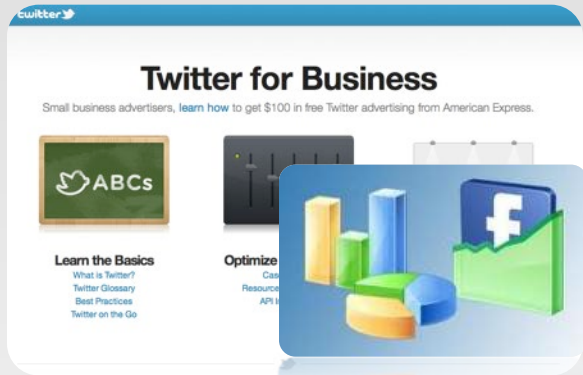 twitter
Twitter for Business
Small business advertisers, learn how to get $100 in free Twitter advertising from American Express.
ABCs
Learn the Basics
What is Twitter?
Twitter Glossary
Best Practices
Twitter on the Go
Optimize
f